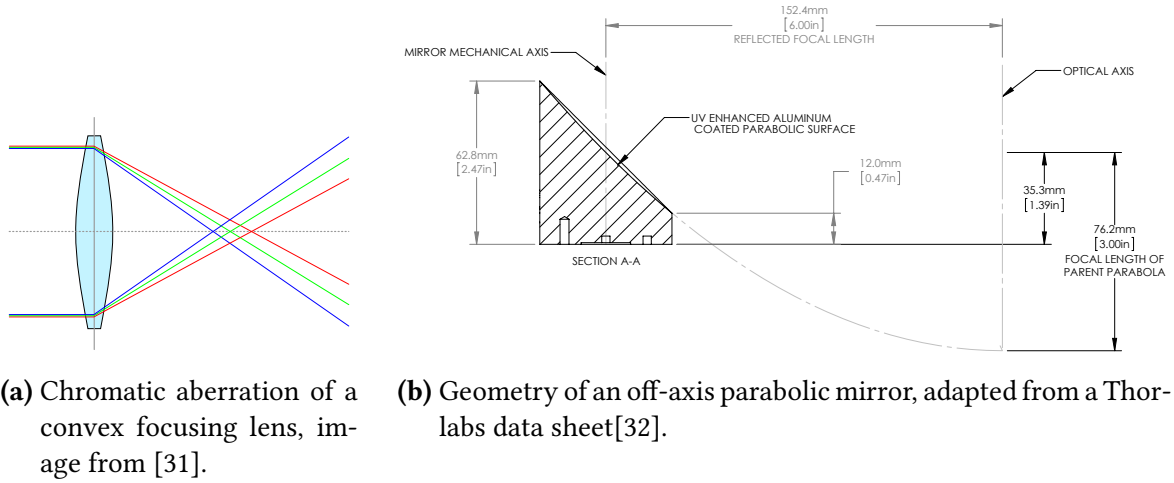 152.4mm
[6.00in]
REFLECTED FOCAL LENGTH
MIRROR MECHANICAL AXIS
OPTICAL AXIS
UV ENHANCED ALUMINUM
COATED PARABOLIC SURFACE
62.8mm
[2.47in]
12.0mm
[0.47in]
35.3mm
[1.39in]
76.2mm
[3.00in]
FOCAL LENGTH OF
PARENT PARABOLA
SECTION A-A
(a) Chromatic aberration of a
convex focusing lens, im-
age from [31].
(b) Geometry of an off-axis parabolic mirror, adapted from a Thor-
labs data sheet[32].